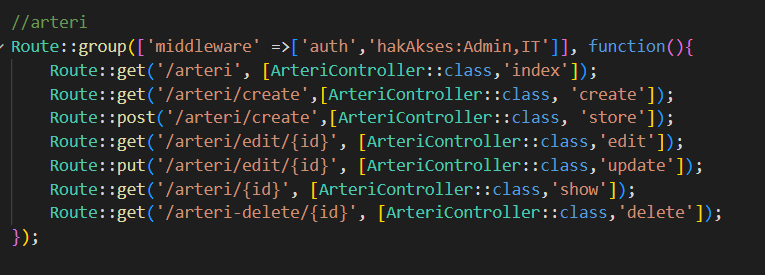 //arteri
Route::group(['middleware' =>['auth','hakAkses:Admin,IT']], function(){
Route::get('/arteri', [ArteriController::class,'index']);
Route::get('/arteri/create',[ArteriController::class, 'create']);
Route::post('/arteri/create',[ArteriController::class, 'store']);
Route::get('/arteri/edit/{id}', [ArteriController::class,'edit']);
Route::put('/arteri/edit/{id}', [ArteriController::class,'update']);
Route::get('/arteri/{id}', [ArteriController::class,'show']);
Route::get('/arteri-delete/{id}', [ArteriController::class,'delete']);
});